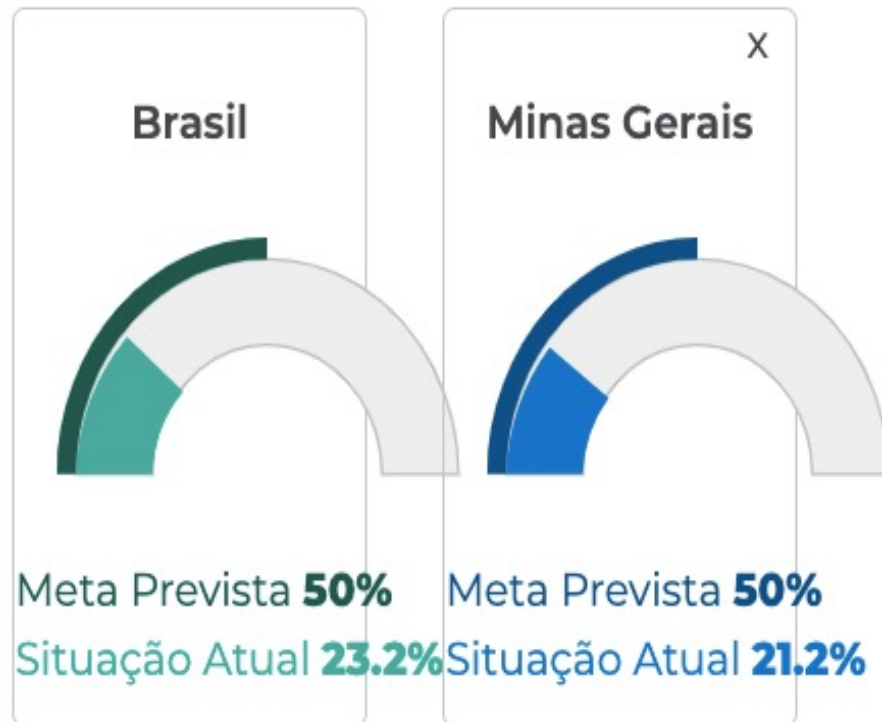 X
Brasil
Minas Gerais
Meta Prevista 50%
Situação Atual 23.2%
Meta Prevista 50%
Situação Atual 21.2%